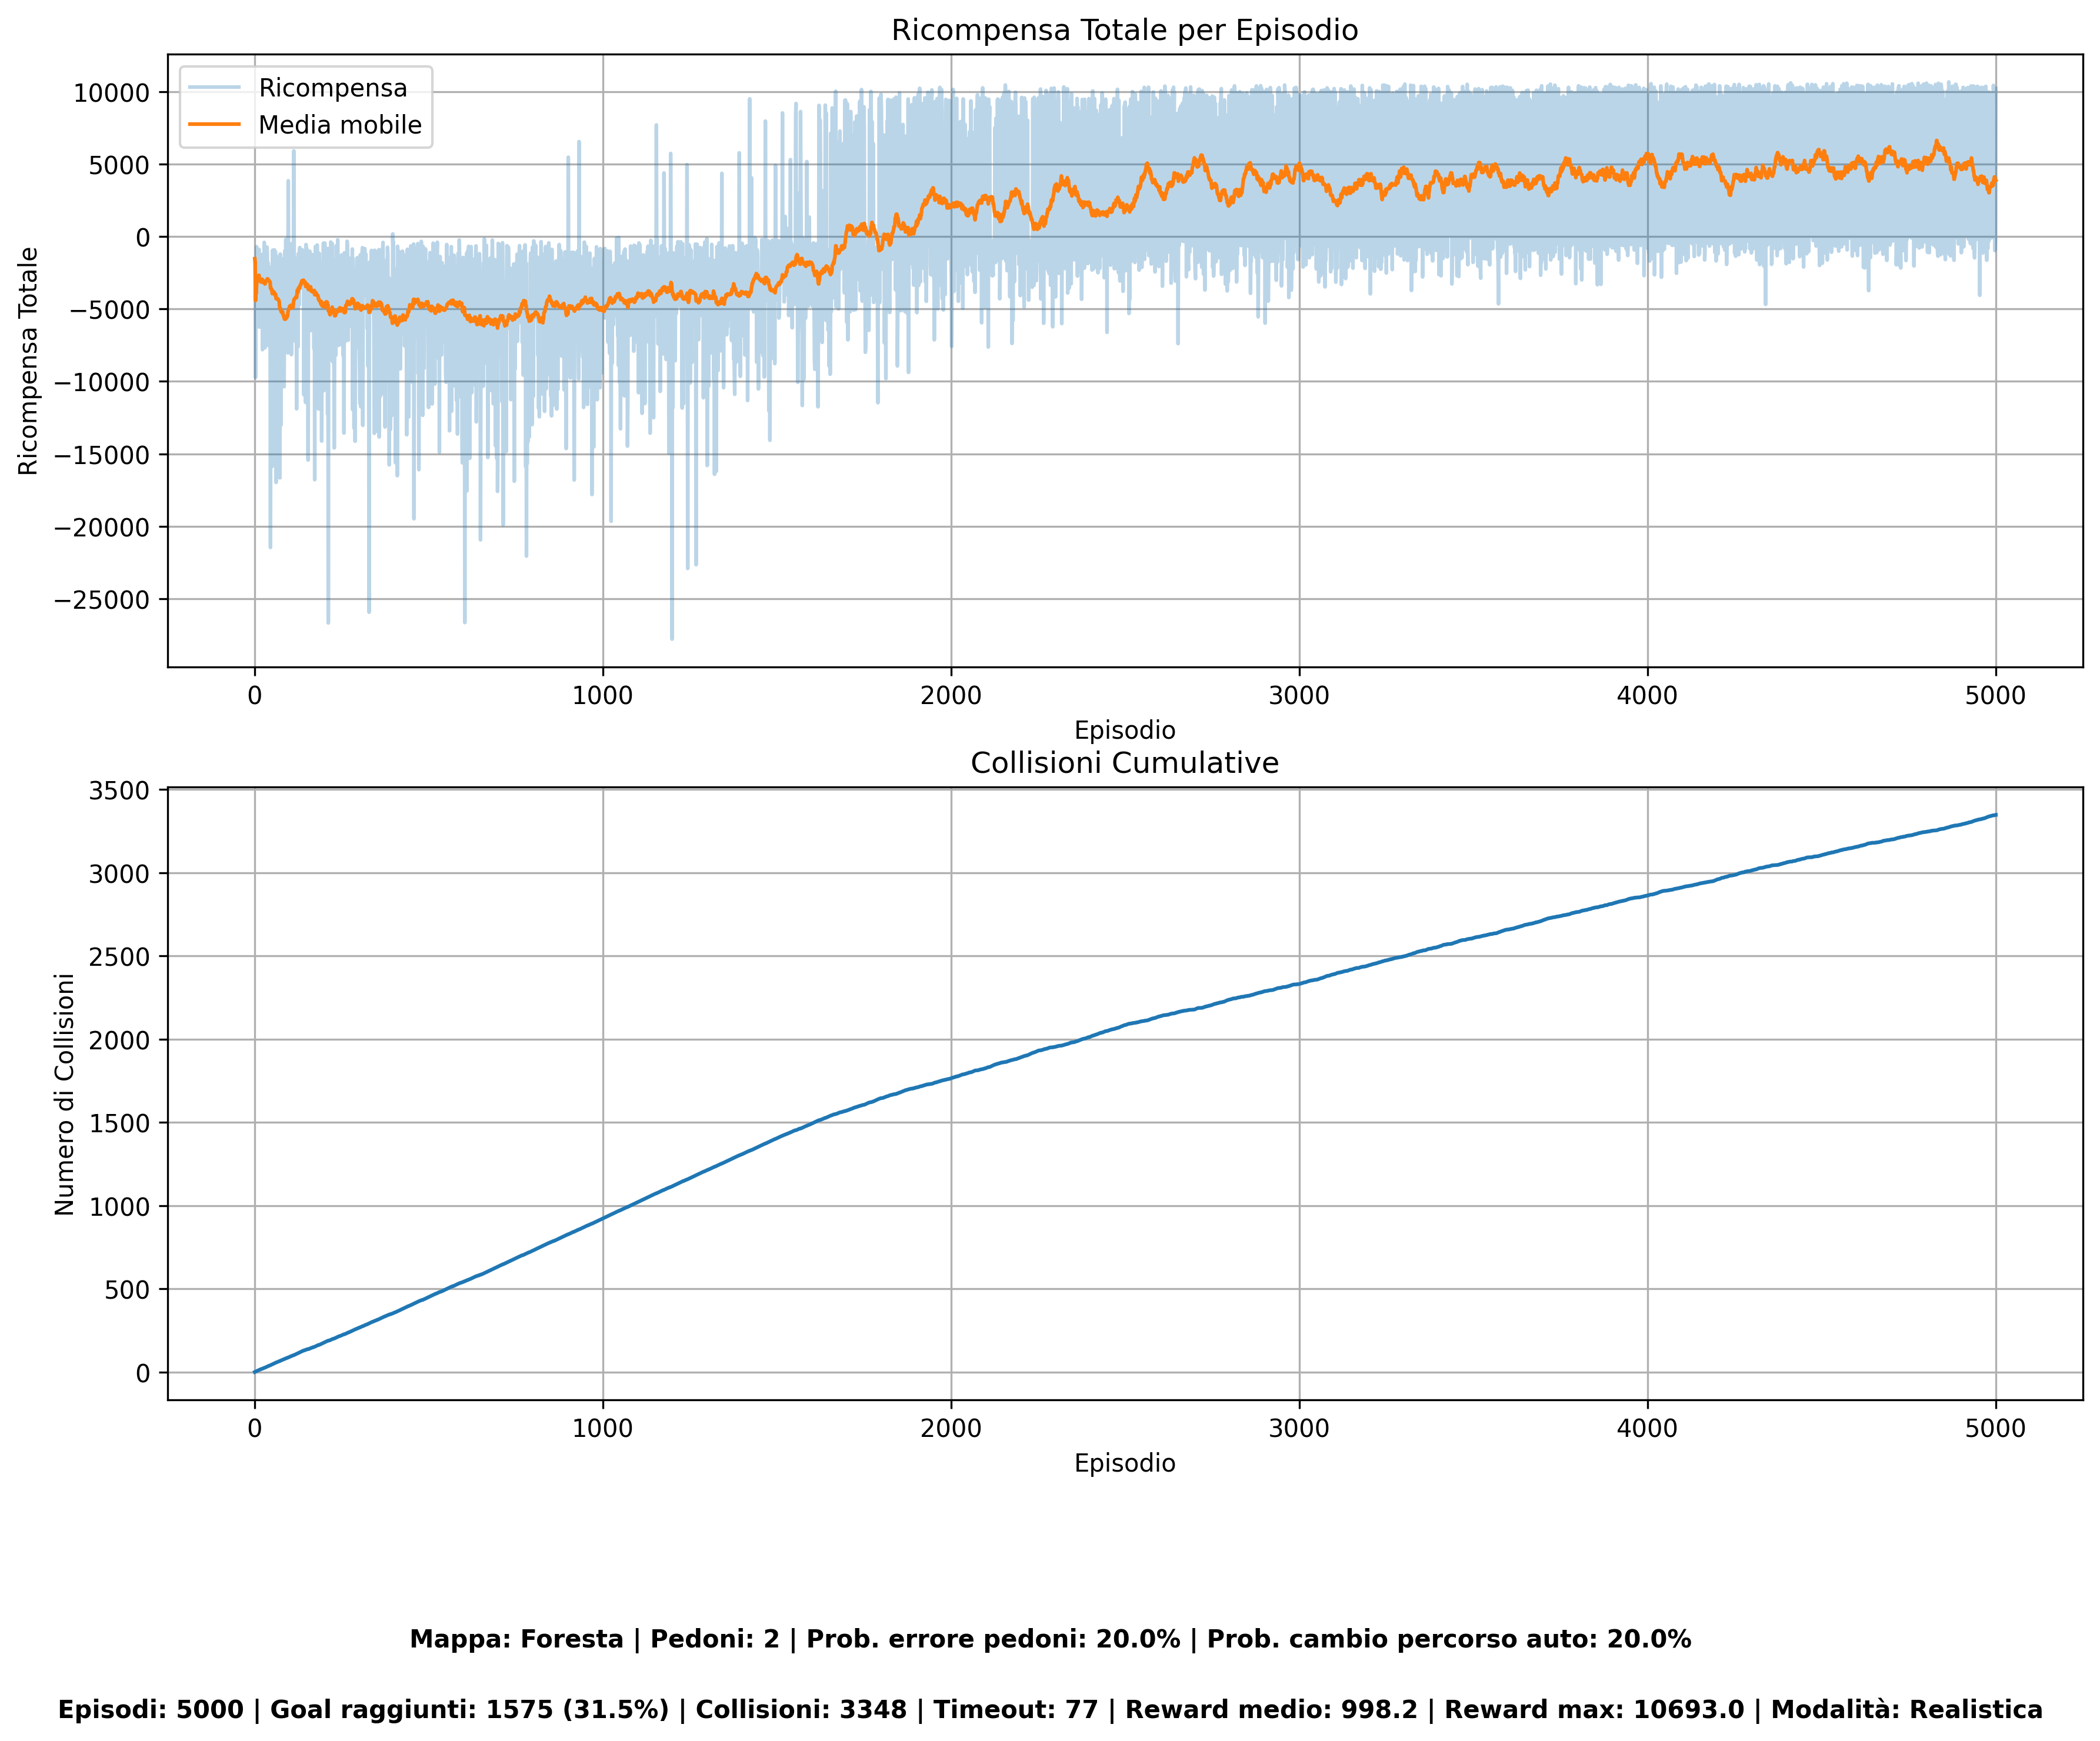 Ricompensa Totale per Episodio
Ricompensa
Media mobile
Ricompensa Totale
10000
5000
0
−5000
−10000
−15000
−20000
−25000
0 1000 2000 3000 4000 5000
Episodio
Collisioni Cumulative
Numero di Collisioni
3500
3000
2500
2000
1500
1000
500
0
0 1000 2000 3000 4000 5000
Episodio
Mappa: Foresta | Pedoni: 2 | Prob. errore pedoni: 20.0% | Prob. cambio percorso auto: 20.0%
Episodi: 5000 | Goal raggiunti: 1575 (31.5%) | Collisioni: 3348 | Timeout: 77 | Reward medio: 998.2 | Reward max: 10693.0 | Modalità: Realistica